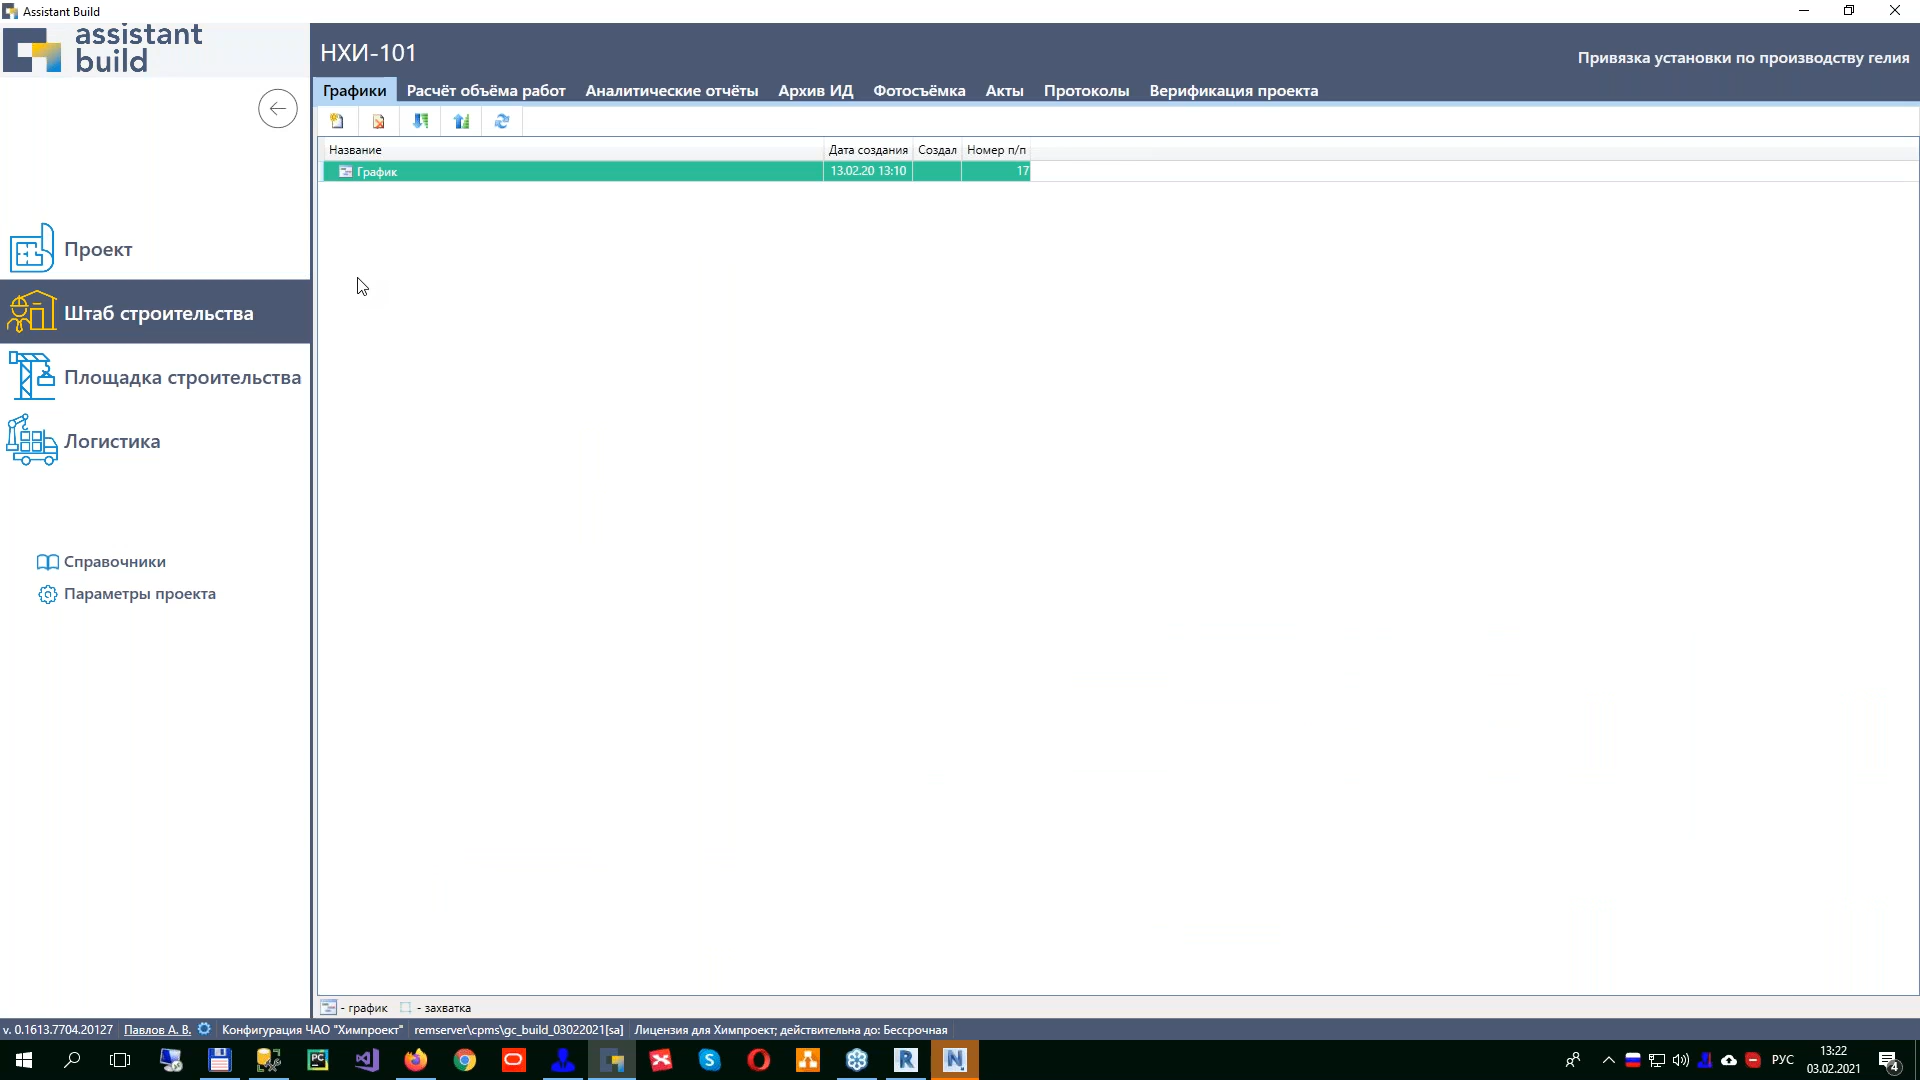 Assistant Build
assistant
build
НХИ-101
Привязка установки по производству гелия
Графики Расчёт объёма работ Аналитические отчёты Архив ИД Фотосъёмка Акты Протоколы Верификация проекта
Название Дата создания Создал Номер п/п
График 13.02.20 13:10 17
Проект
Штаб строительства
Площадка строительства
Логистика
Справочники
Параметры проекта
- график - захватка
v. 0.1613.7704.20127 Павлов А. В. Конфигурация ЧАО "Химпроект" remserver\cpms\gc_build_03022021[sa] Лицензия для Химпроект; действительна до: Бессрочная
РУС 13:22
03.02.2021
4